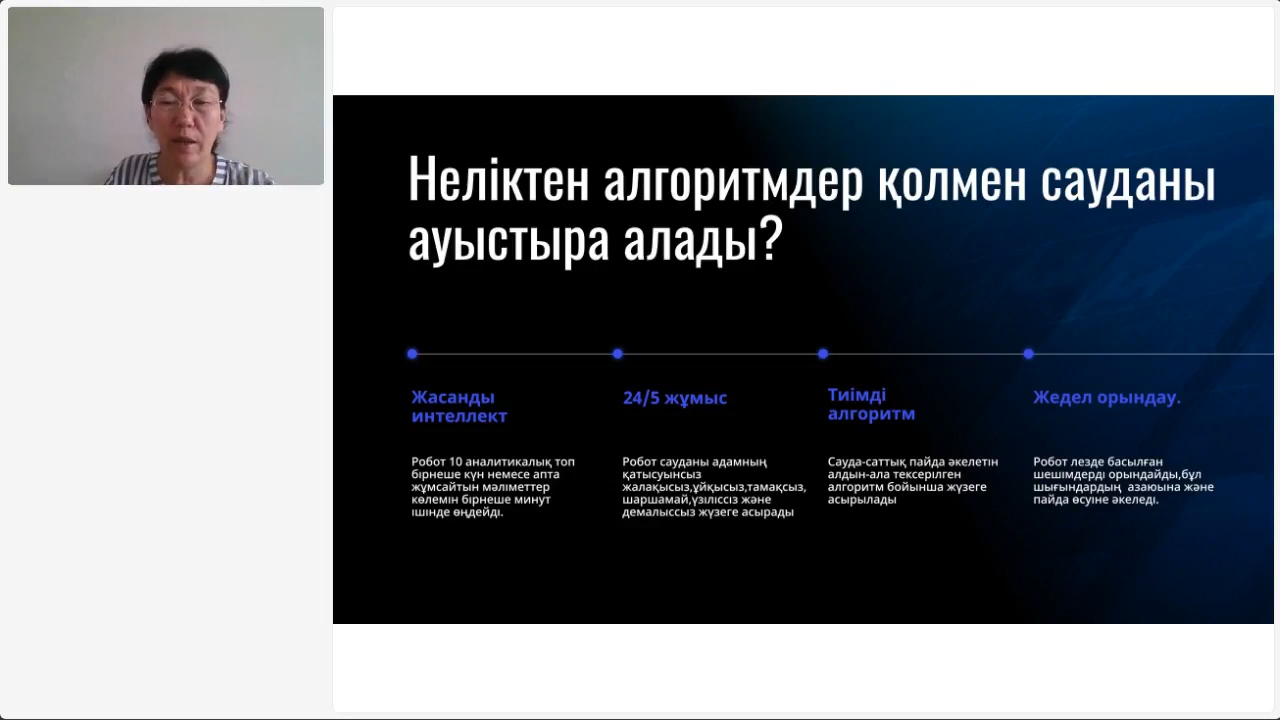 Неліктен алгоритмдер қолмен сауданы
ауыстыра алады?
Жасанды
интеллект
Робот 10 аналитикалық топ
бірнеше күн немесе апта
жұмсайтын мәліметтер
көлемін бірнеше минут
ішінде өңдейді.
24/5 жұмыс
Робот сауданы адамның
қатысуынсыз
жалақысыз,ұйқысыз,тамақсыз,
шаршамай,үзіліссіз және
демалыссыз жүзеге асырады
Тиімді
алгоритм
Сауда-саттық пайда әкелетін
алдын-ала тексерілген
алгоритм бойынша жүзеге
асырылады
Жедел орындау.
Робот лезде басылған
шешімдерді орындайды,бұл
шығындардың  азаюына және
пайда өсуіне әкеледі.